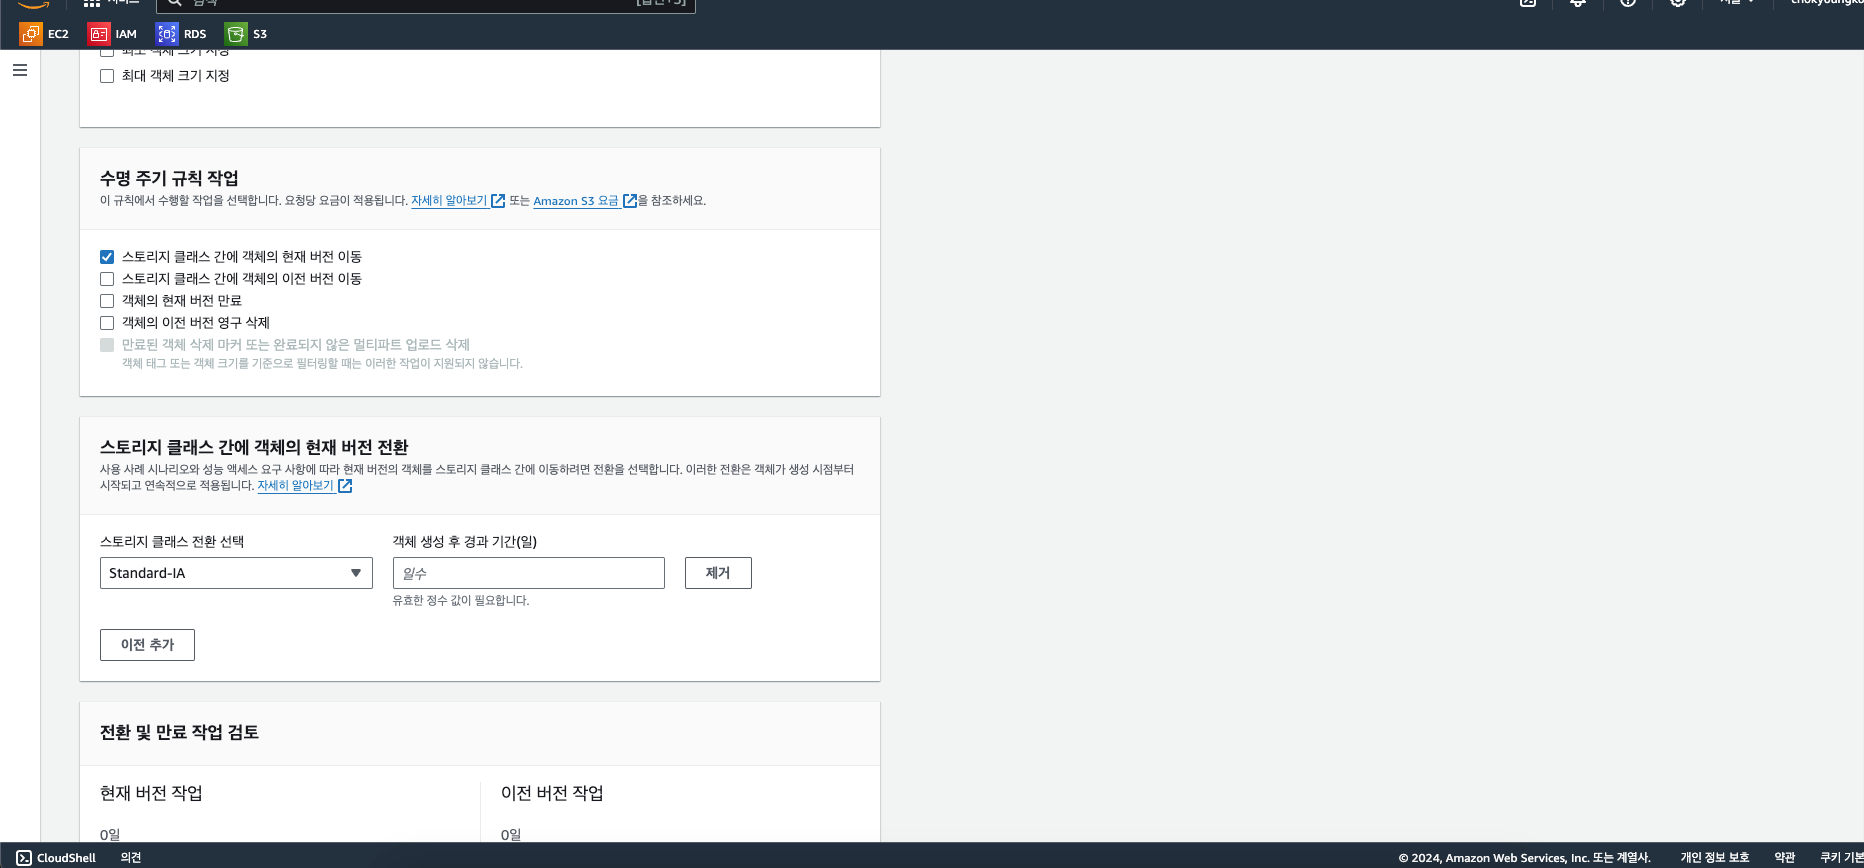 EC2 IAM RDS S3
최대 객체 크기 지정
수명 주기 규칙 작업
이 규칙에서 수행할 작업을 선택합니다. 요청당 요금이 적용됩니다. 자세히 알아보기 또는 Amazon S3 요금 을 참조하세요.
스토리지 클래스 간에 객체의 현재 버전 이동
스토리지 클래스 간에 객체의 이전 버전 이동
객체의 현재 버전 만료
객체의 이전 버전 영구 삭제
만료된 객체 삭제 마커 또는 완료되지 않은 멀티파트 업로드 삭제
객체 태그 또는 객체 크기를 기준으로 필터링할 때는 이러한 작업이 지원되지 않습니다.
스토리지 클래스 간에 객체의 현재 버전 전환
사용 사례 시나리오와 성능 액세스 요구 사항에 따라 현재 버전의 객체를 스토리지 클래스 간에 이동하려면 전환을 선택합니다. 이러한 전환은 객체가 생성 시점부터
시작되고 연속적으로 적용됩니다. 자세히 알아보기
스토리지 클래스 전환 선택 객체 생성 후 경과 기간(일)
Standard-IA 일수 제거
유효한 정수 값이 필요합니다.
이전 추가
전환 및 만료 작업 검토
현재 버전 작업 이전 버전 작업
0일 0일
CloudShell 의견 © 2024, Amazon Web Services, Inc. 또는 계열사. 개인 정보 보호 약관 쿠키 기본